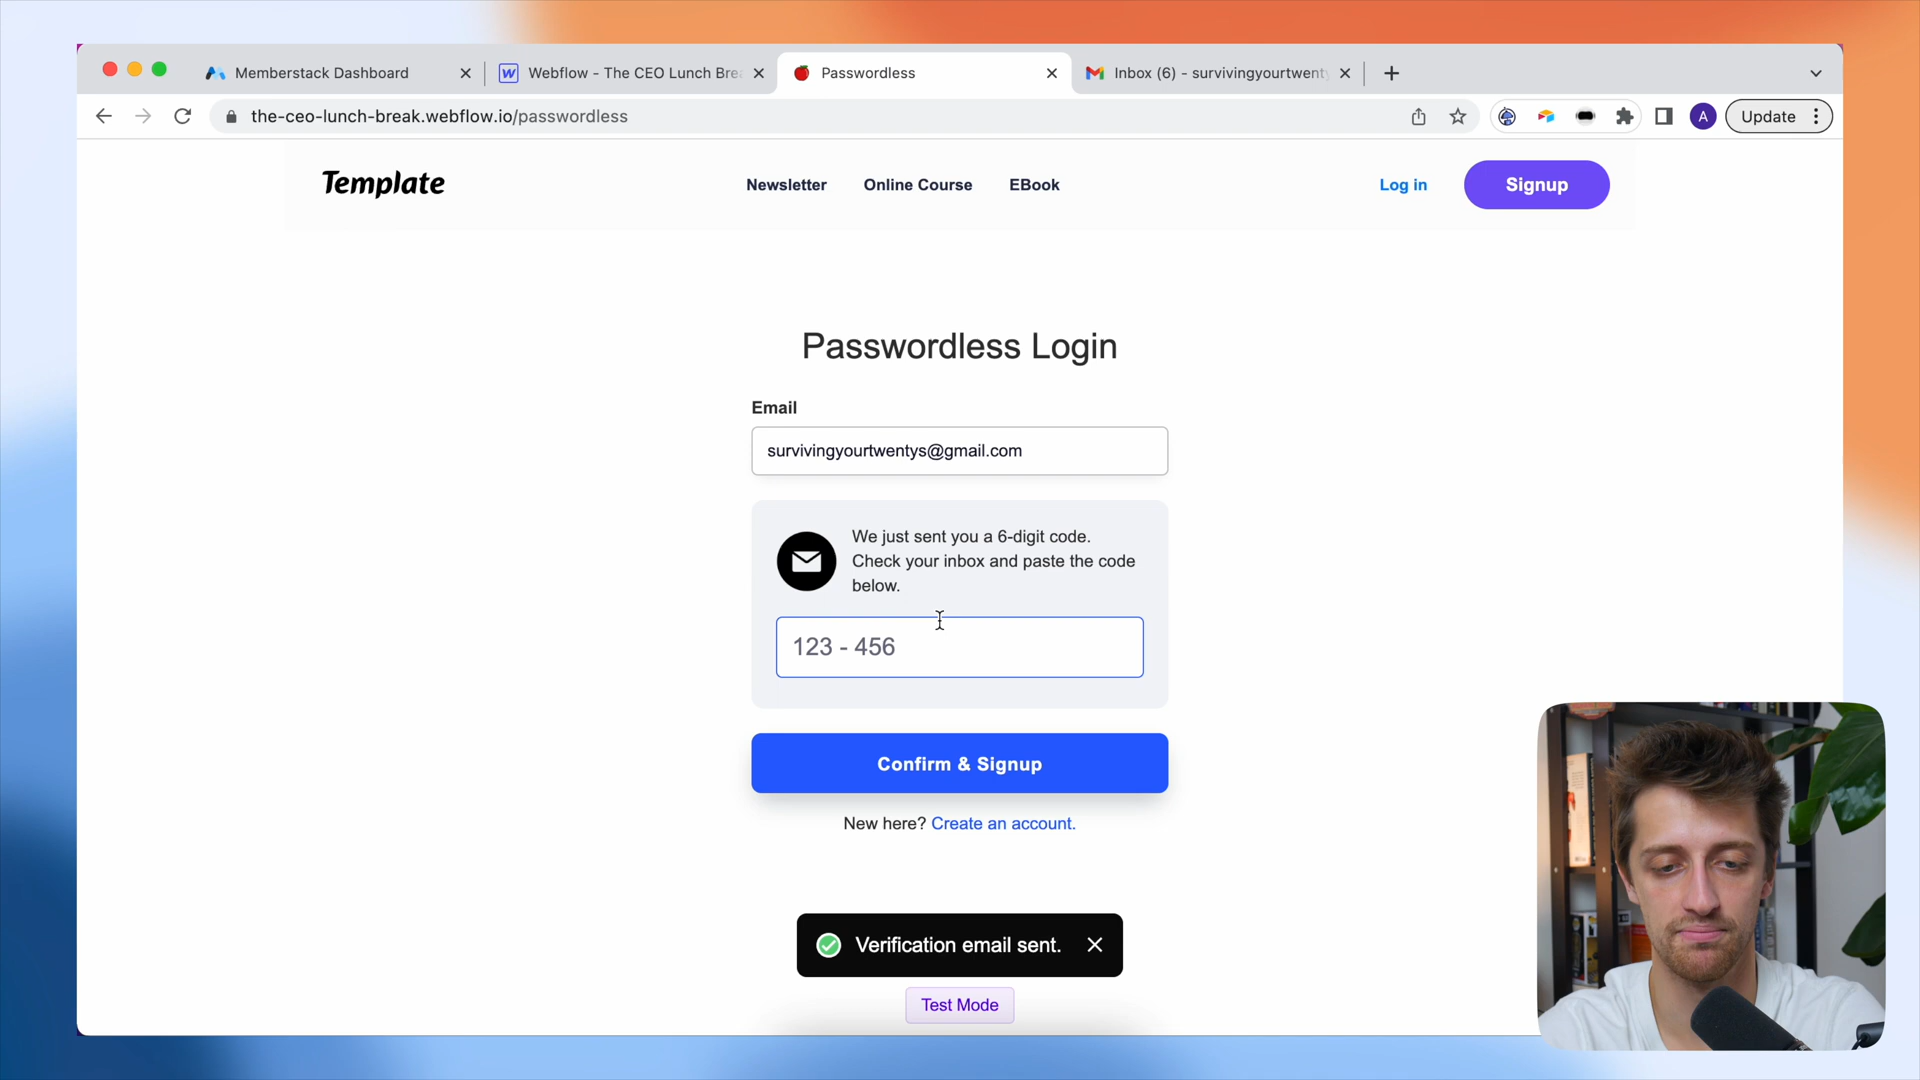 Memberstack Dashboard
Webflow - The CEO Lunch Brea
Passwordless
Inbox (6) - survivingyourtwenty
the-ceo-lunch-break.webflow.io/passwordless
A
Update
Template
Newsletter
Online Course
EBook
Log in
Signup
Passwordless Login
Email
survivingyourtwentys@gmail.com
We just sent you a 6-digit code.
Check your inbox and paste the code
below.
123 - 456
Confirm & Signup
New here? Create an account.
Verification email sent.
Test Mode